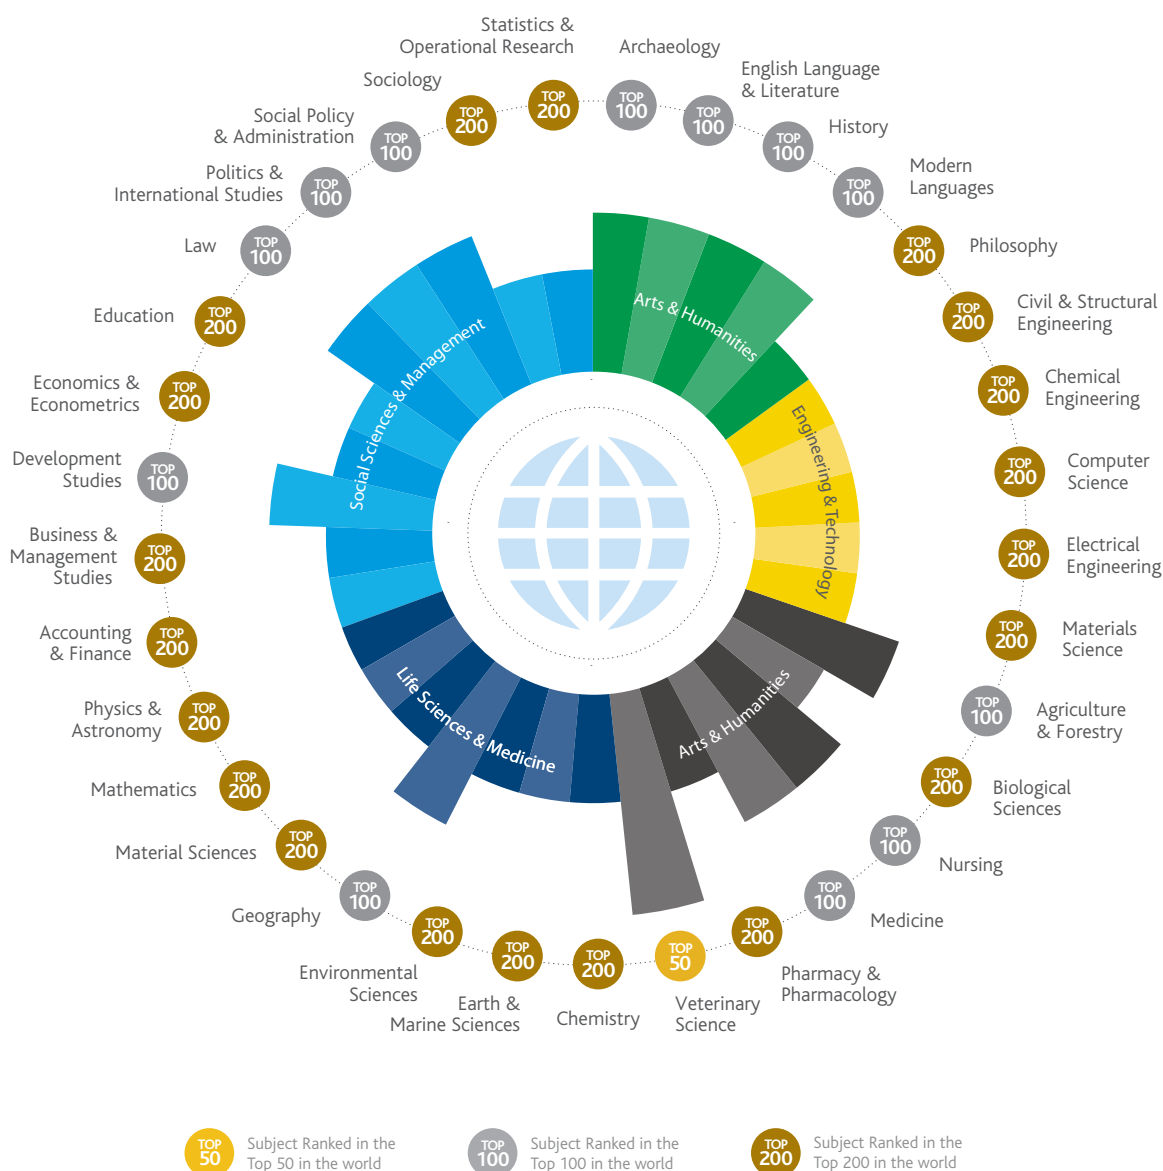 Statistics &
Operational Research
TOP
200
Archaeology
TOP
100
English Language
& Literature
TOP
100
History
TOP
100
Modern
Languages
TOP
100
Philosophy
TOP
200
Civil & Structural
Engineering
TOP
200
Chemical
Engineering
TOP
200
Computer
Science
TOP
200
Electrical
Engineering
TOP
200
Materials
Science
TOP
200
Agriculture
& Forestry
TOP
100
Biological
Sciences
TOP
200
Nursing
TOP
100
Medicine
TOP
100
Pharmacy &
Pharmacology
TOP
200
Veterinary
Science
TOP
50
Chemistry
TOP
200
Earth &
Marine Sciences
TOP
200
Environmental
Sciences
TOP
200
Geography
TOP
100
Material Sciences
TOP
200
Mathematics
TOP
200
Physics &
Astronomy
TOP
200
Accounting
& Finance
TOP
200
Business &
Management
Studies
TOP
200
Development
Studies
TOP
100
Economics &
Econometrics
TOP
200
Education
TOP
200
Law
TOP
100
Politics &
International Studies
TOP
100
Social Policy
& Administration
TOP
100
Sociology
TOP
200
Arts & Humanities
Engineering & Technology
Arts & Humanities
Life Sciences & Medicine
Social Sciences & Management
TOP
50
Subject Ranked in the
Top 50 in the world
TOP
100
Subject Ranked in the
Top 100 in the world
TOP
200
Subject Ranked in the
Top 200 in the world